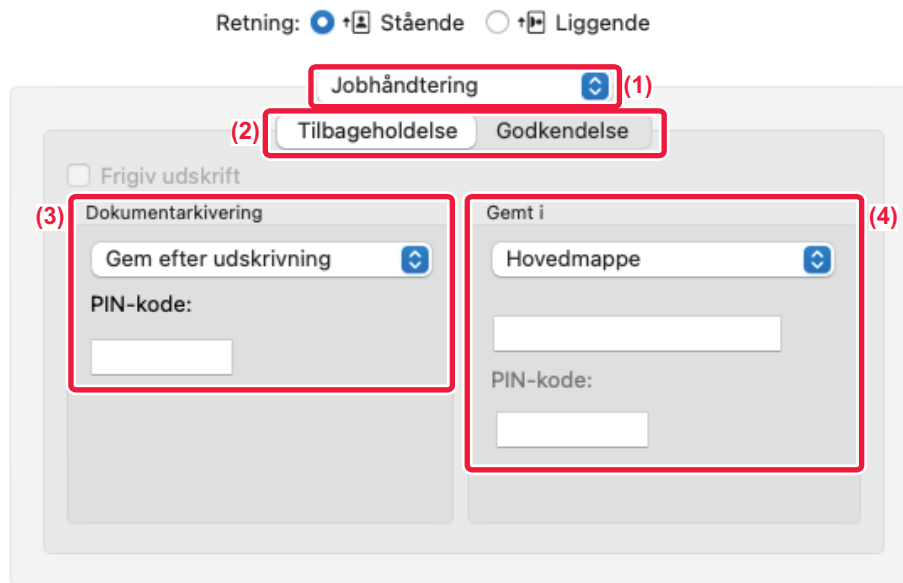 Retning: Stående Liggende
Jobhåndtering (1)
(2) Tilbageholdelse Godkendelse
Frigiv udskrift
(3) Dokumentarkivering
Gem efter udskrivning
PIN-kode:
Gemt i (4)
Hovedmappe
PIN-kode: